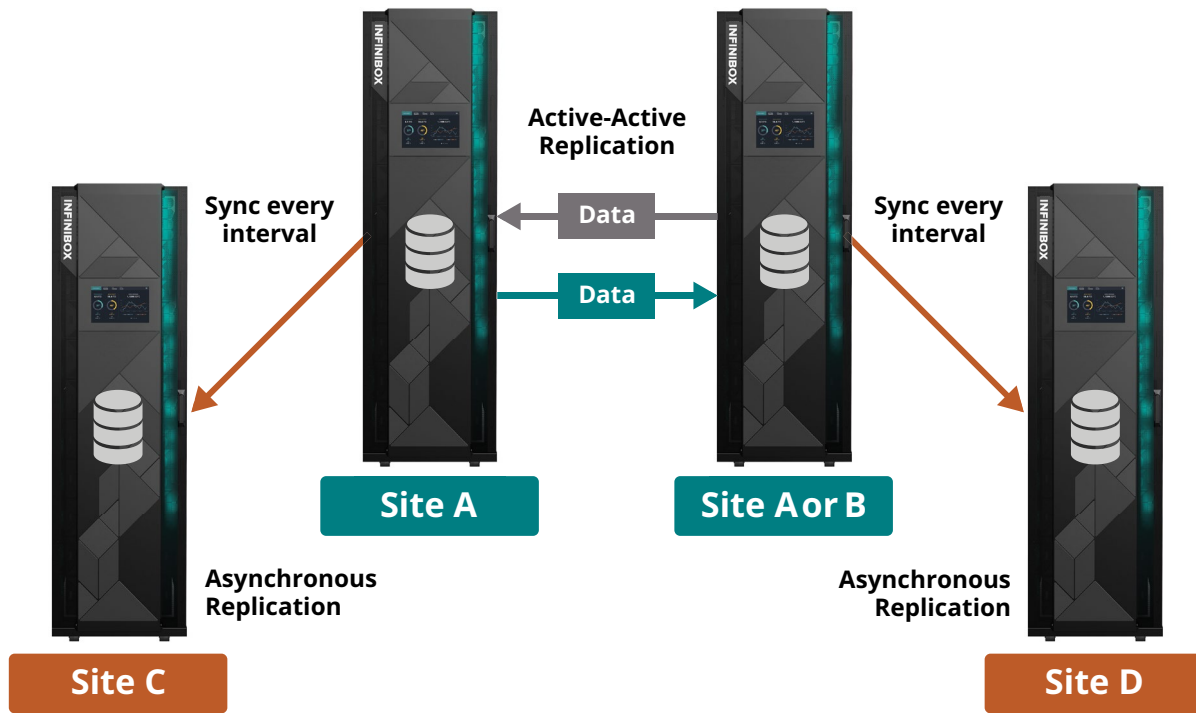 INFINIBOX
INFINIBOX
Active-Active
Replication
INFINIBOX
Sync every
interval
Data
Sync every
interval
INFINIBOX
Data
Site A
Site A or B
Asynchronous
Replication
Asynchronous
Replication
Site C
Site D